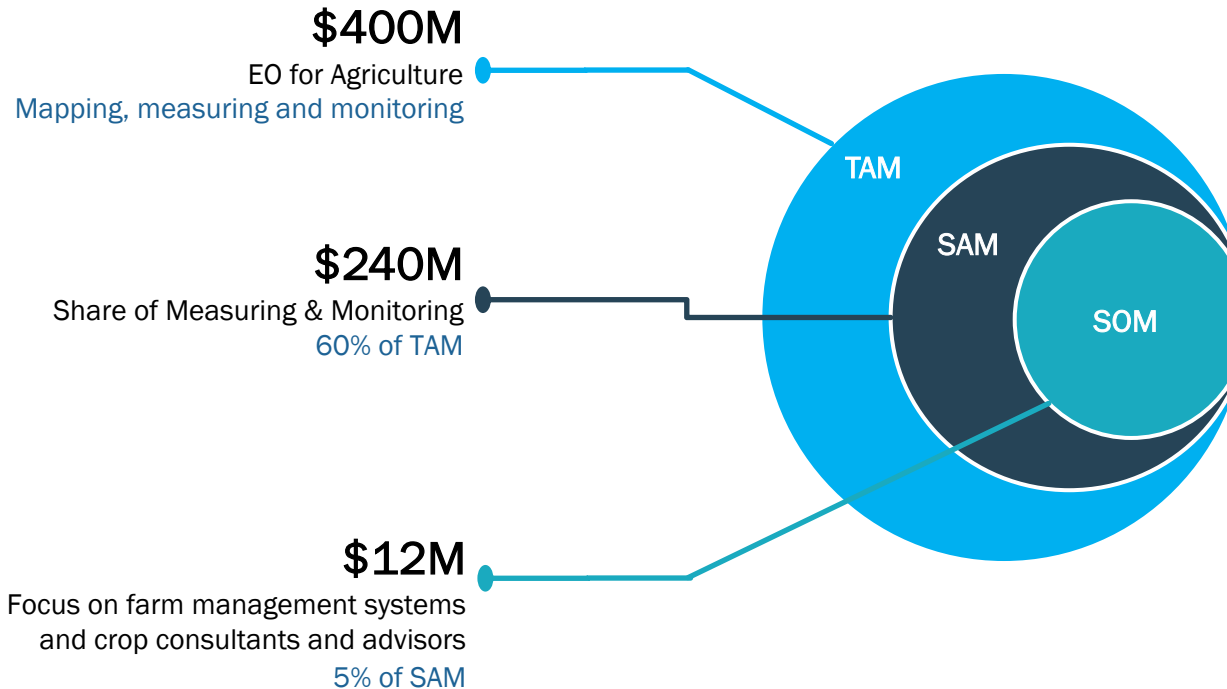 $400M
EO for Agriculture
Mapping, measuring and monitoring
TAM
SAM
$240M
Share of Measuring & Monitoring
60% of TAM
SOM
$12M
Focus on farm management systems
and crop consultants and advisors
5% of SAM